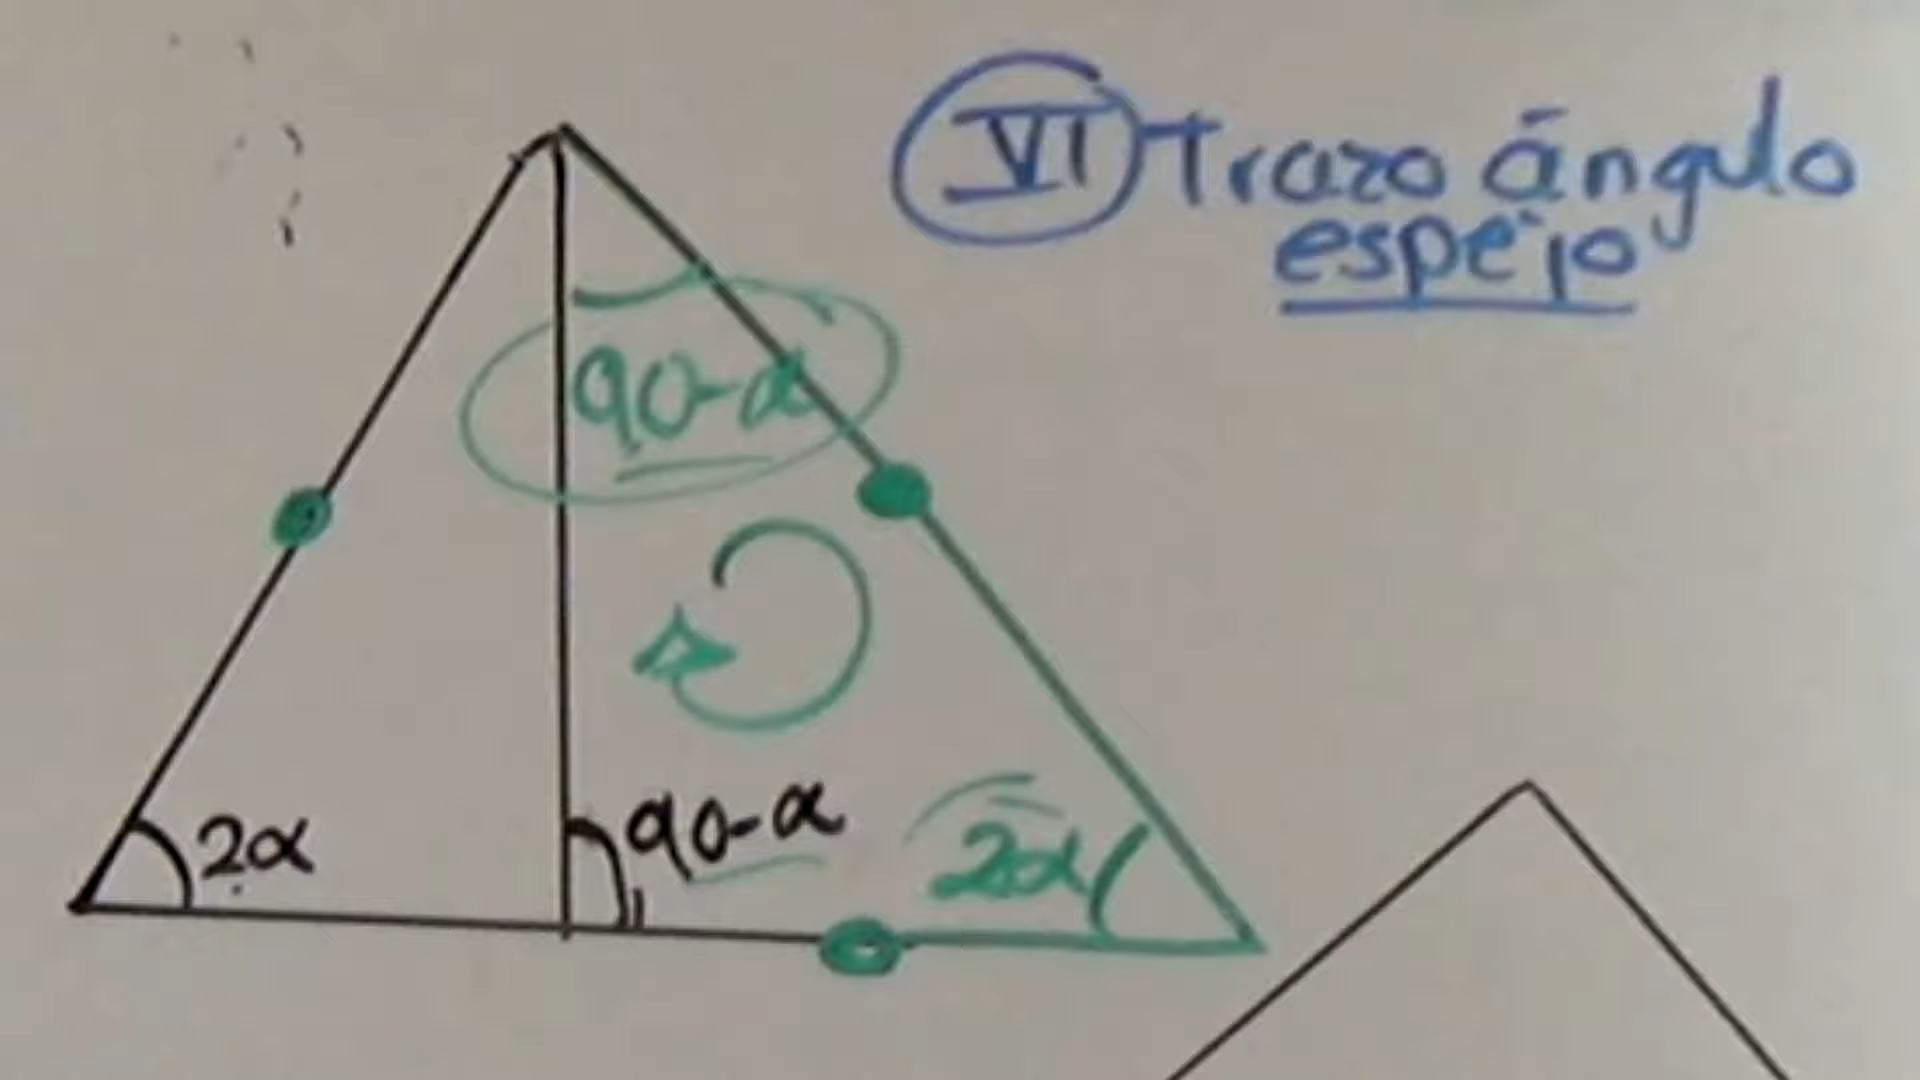 VI Trazo ángulo
espejo
90-α
2α
90-α
2α